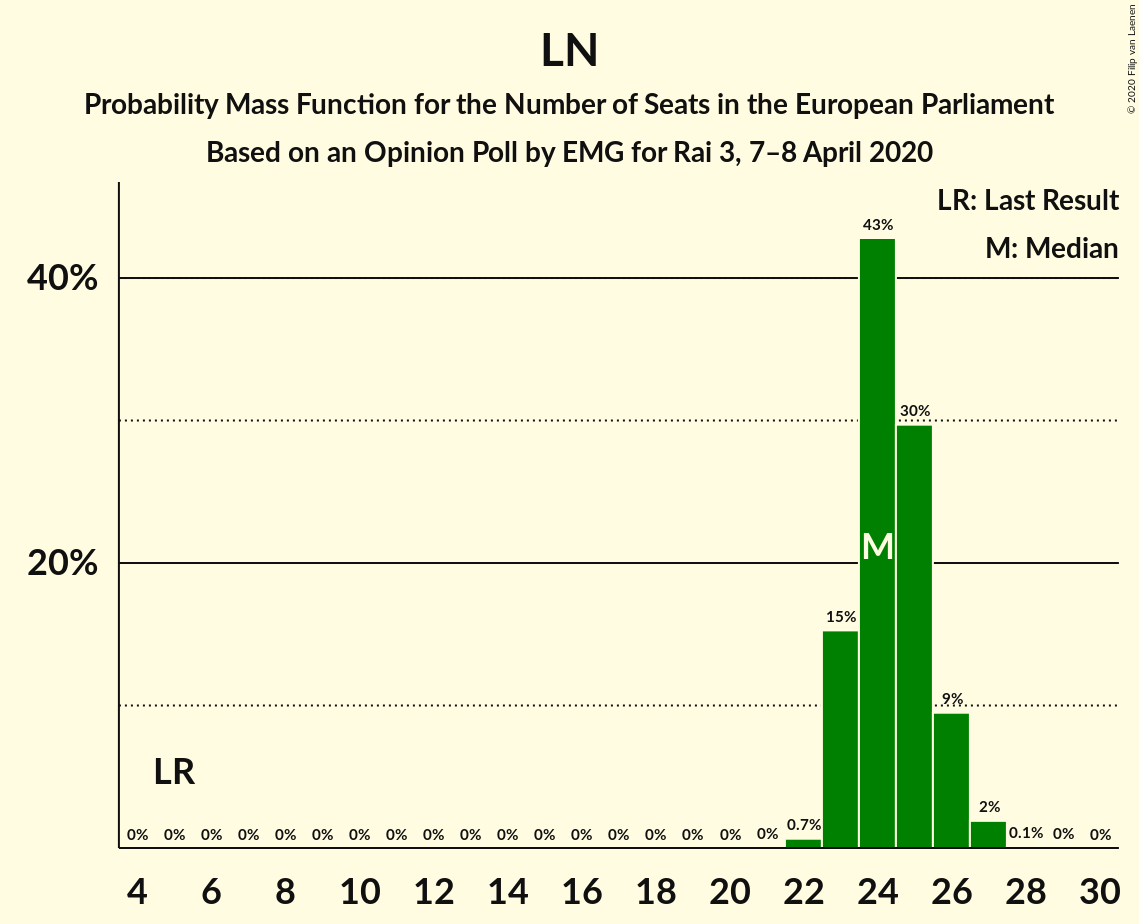 LN
Probability Mass Function for the Number of Seats in the European Parliament
Based on an Opinion Poll by EMG for Rai 3, 7–8 April 2020
© 2020 Filip van Laenen
LR: Last Result
M: Median
43%
40%
30%
M
20%
15%
9%
LR
2%
0% 0% 0% 0% 0% 0% 0% 0% 0% 0% 0% 0% 0% 0% 0% 0% 0% 0% 0.7% 0.1% 0% 0%
4 6 8 10 12 14 16 18 20 22 24 26 28 30